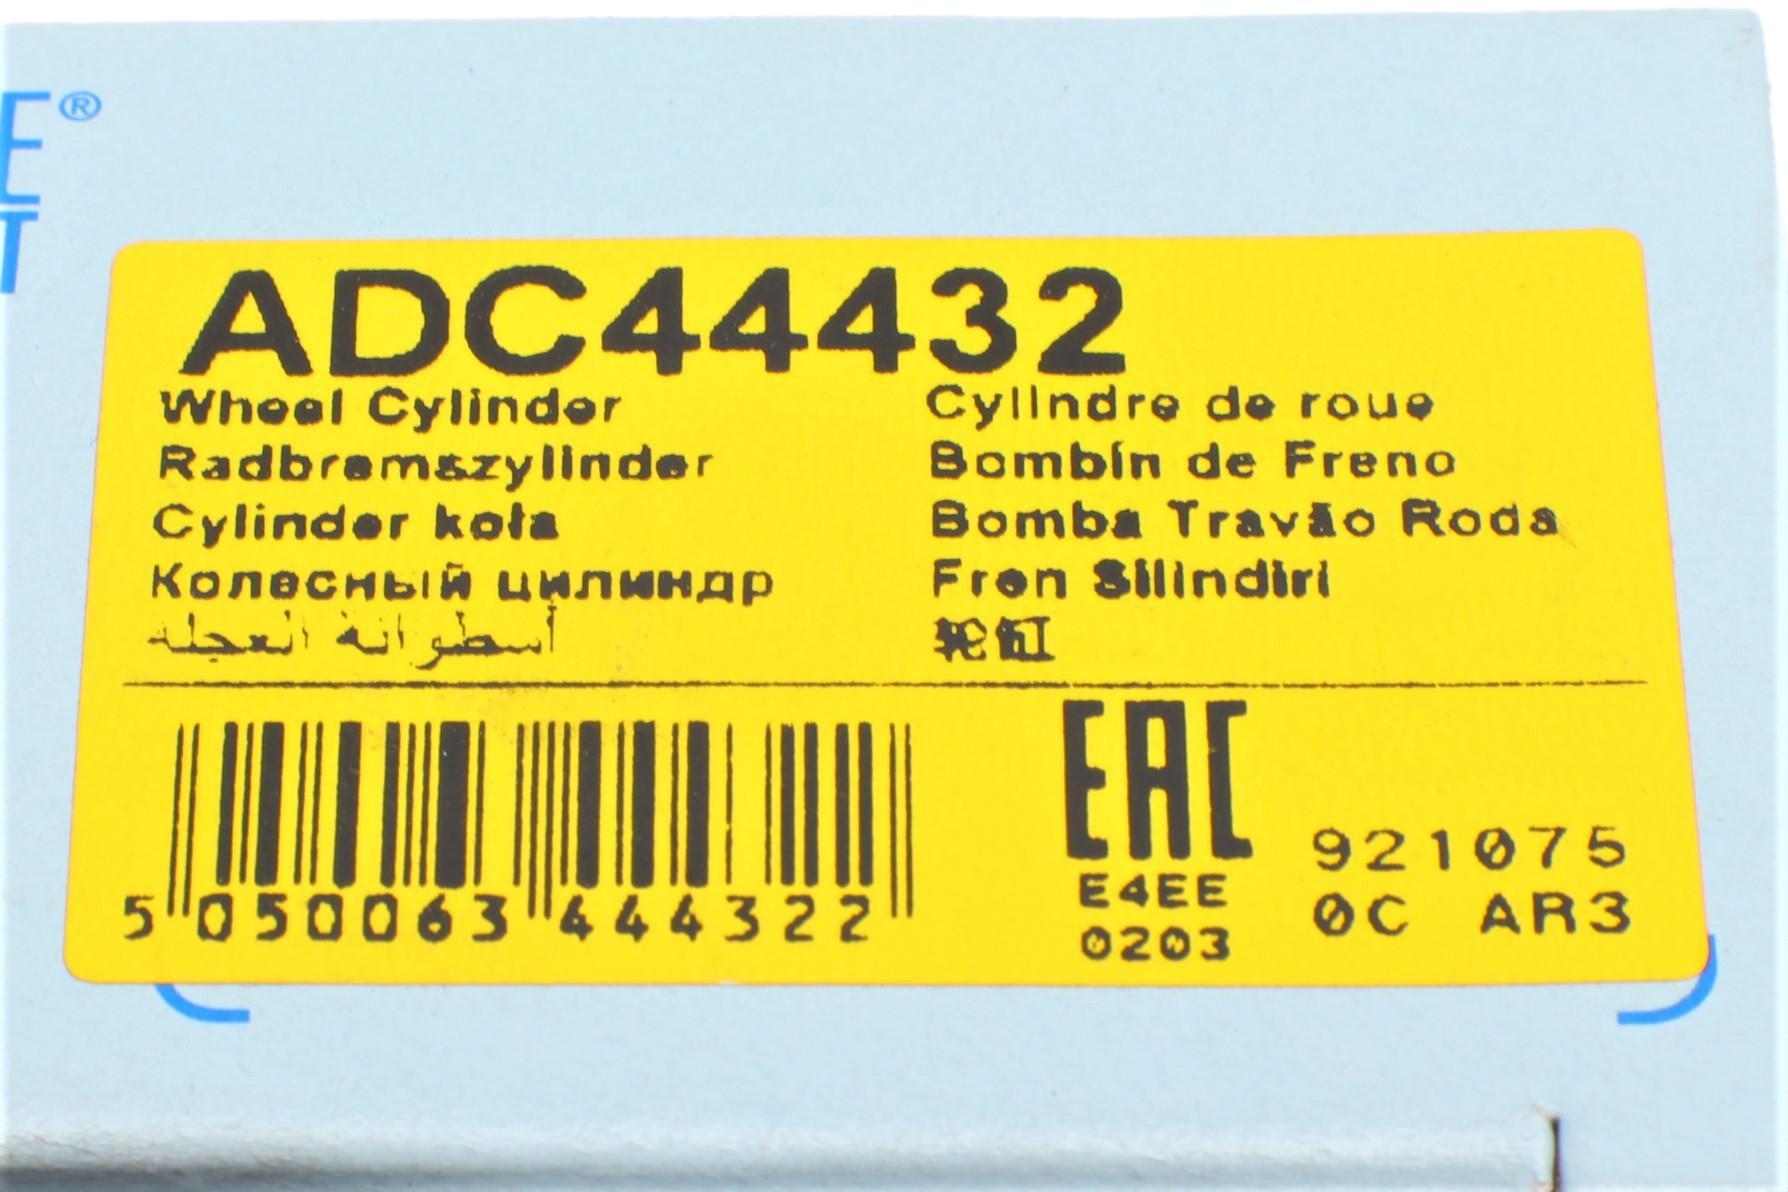 E®
T
ADC44432
Wheel Cylinder
Radbremszylinder
Cylinder koła
Колесный цилиндр
أسطوانة العجلة
Cylindre de roue
Bombín de Freno
Bomba Travão Roda
Fren Silindiri
轮缸
5 050063 444322
EAC
E4EE
0203
921075
0C AR3